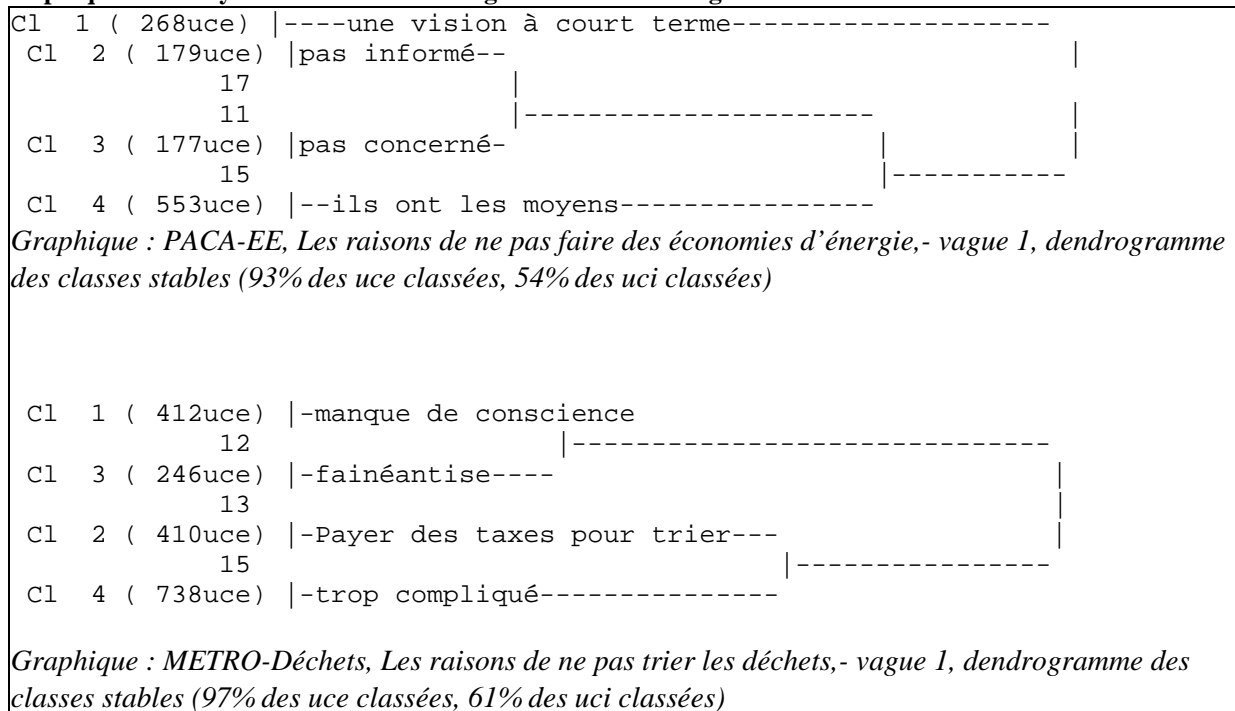 Cl 1 ( 268uce) |----une vision à court terme--------------------
Cl 2 ( 179uce) |pas informé-- |
17 |
11 |---------------------- |
Cl 3 ( 177uce) |pas concerné- | |
15 |-----------
Cl 4 ( 553uce) |--ils ont les moyens----------------
Graphique : PACA-EE, Les raisons de ne pas faire des économies d'énergie,- vague 1, dendrogramme
des classes stables (93% des uce classées, 54% des uci classées)
Cl 1 ( 412uce) |-manque de conscience
12 |------------------------------
Cl 3 ( 246uce) |-fainéantise---- |
13 |
Cl 2 ( 410uce) |-Payer des taxes pour trier--- |
15 |----------------
Cl 4 ( 738uce) |-trop compliqué---------------
Graphique : METRO-Déchets, Les raisons de ne pas trier les déchets,- vague 1, dendrogramme des
classes stables (97% des uce classées, 61% des uci classées)